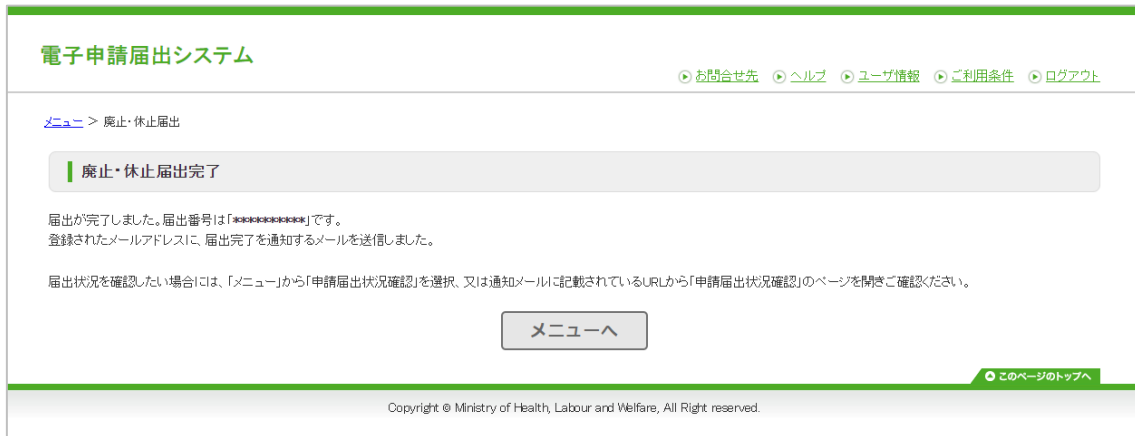 電子申請届出システム
お問合せ先 ヘルプ ユーザ情報 ご利用条件 ログアウト
メニュー > 廃止・休止届出
廃止・休止届出完了
届出が完了しました。届出番号は「**********」です。
登録されたメールアドレスに、届出完了を通知するメールを送信しました。
届出状況を確認したい場合には、「メニュー」から「申請届出状況確認」を選択、又は通知メールに記載されているURLから「申請届出状況確認」のページを開きご確認ください。
メニューへ
このページのトップへ
Copyright © Ministry of Health, Labour and Welfare, All Right reserved.